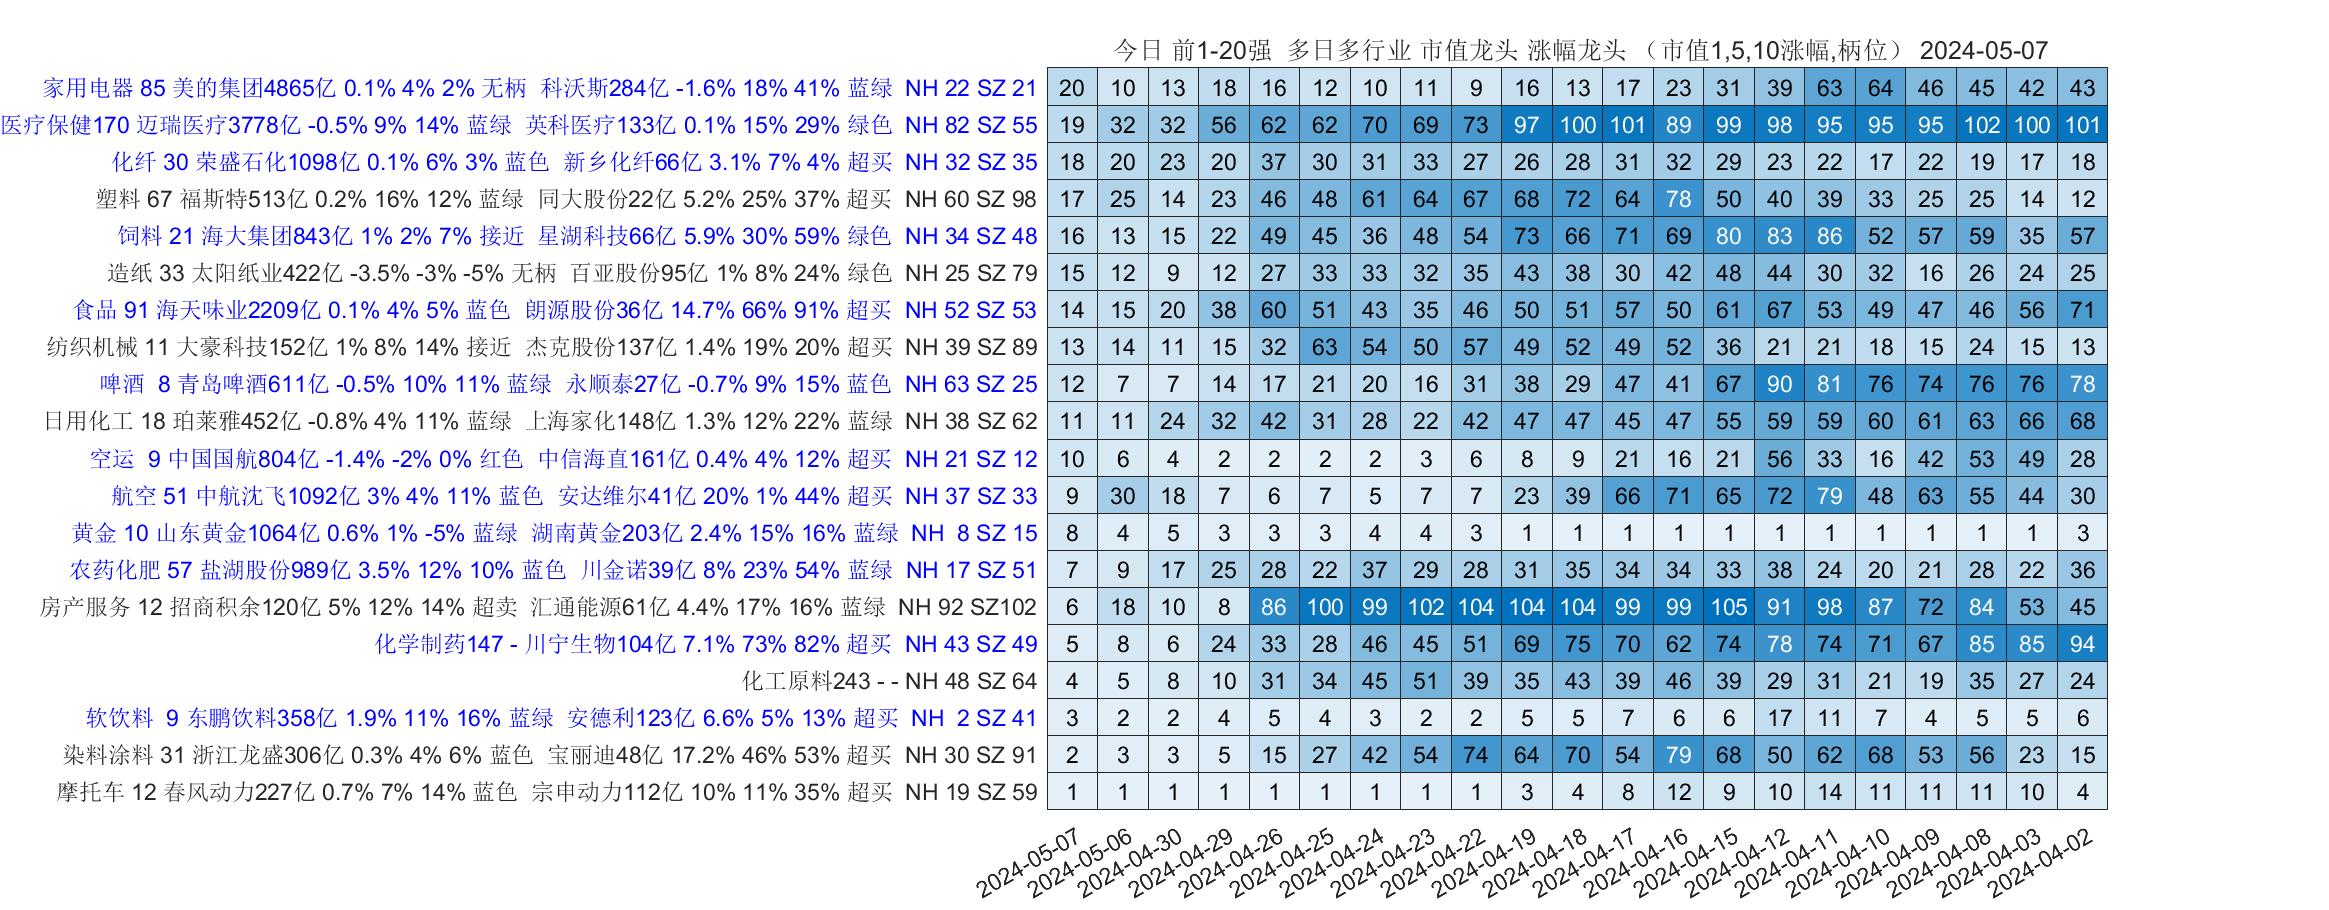 今日 前1-20强 多日多行业 市值龙头 涨幅龙头 （市值1,5,10涨幅,柄位） 2024-05-07
家用电器 85 美的集团4865亿 0.1% 4% 2% 无柄 科沃斯284亿 -1.6% 18% 41% 蓝绿 NH 22 SZ 21 20 10 13 18 16 12 10 11 9 16 13 17 23 31 39 63 64 46 45 42 43
医疗保健170 迈瑞医疗3778亿 -0.5% 9% 14% 蓝绿 英科医疗133亿 0.1% 15% 29% 绿色 NH 82 SZ 55 19 32 32 56 62 62 70 69 73 97 100 101 89 99 98 95 95 95 102 100 101
化纤 30 荣盛石化1098亿 0.1% 6% 3% 蓝色 新乡化纤66亿 3.1% 7% 4% 超买 NH 32 SZ 35 18 20 23 20 37 30 31 33 27 26 28 31 32 29 23 22 17 22 19 17 18
塑料 67 福斯特513亿 0.2% 16% 12% 蓝绿 同大股份22亿 5.2% 25% 37% 超买 NH 60 SZ 98 17 25 14 23 46 48 61 64 67 68 72 64 78 50 40 39 33 25 25 14 12
饲料 21 海大集团843亿 1% 2% 7% 接近 星湖科技66亿 5.9% 30% 59% 绿色 NH 34 SZ 48 16 13 15 22 49 45 36 48 54 73 66 71 69 80 83 86 52 57 59 35 57
造纸 33 太阳纸业422亿 -3.5% -3% -5% 无柄 百亚股份95亿 1% 8% 24% 绿色 NH 25 SZ 79 15 12 9 12 27 33 33 32 35 43 38 30 42 48 44 30 32 16 26 24 25
食品 91 海天味业2209亿 0.1% 4% 5% 蓝色 朗源股份36亿 14.7% 66% 91% 超买 NH 52 SZ 53 14 15 20 38 60 51 43 35 46 50 51 57 50 61 67 53 49 47 46 56 71
纺织机械 11 大豪科技152亿 1% 8% 14% 接近 杰克股份137亿 1.4% 19% 20% 超买 NH 39 SZ 89 13 14 11 15 32 63 54 50 57 49 52 49 52 36 21 21 18 15 24 15 13
啤酒 8 青岛啤酒611亿 -0.5% 10% 11% 蓝绿 永顺泰27亿 -0.7% 9% 15% 蓝色 NH 63 SZ 25 12 7 7 14 17 21 20 16 31 38 29 47 41 67 90 81 76 74 76 76 78
日用化工 18 珀莱雅452亿 -0.8% 4% 11% 蓝绿 上海家化148亿 1.3% 12% 22% 蓝绿 NH 38 SZ 62 11 11 24 32 42 31 28 22 42 47 47 45 47 55 59 59 60 61 63 66 68
空运 9 中国国航804亿 -1.4% -2% 0% 红色 中信海直161亿 0.4% 4% 12% 超买 NH 21 SZ 12 10 6 4 2 2 2 2 3 6 8 9 21 16 21 56 33 16 42 53 49 28
航空 51 中航沈飞1092亿 3% 4% 11% 蓝色 安达维尔41亿 20% 1% 44% 超买 NH 37 SZ 33 9 30 18 7 6 7 5 7 7 23 39 66 71 65 72 79 48 63 55 44 30
黄金 10 山东黄金1064亿 0.6% 1% -5% 蓝绿 湖南黄金203亿 2.4% 15% 16% 蓝绿 NH 8 SZ 15 8 4 5 3 3 4 4 3 1 1 1 1 1 1 1 1 1 1 1 1 3
农药化肥 57 盐湖股份989亿 3.5% 12% 10% 蓝色 川金诺39亿 8% 23% 54% 蓝绿 NH 17 SZ 51 7 9 17 25 28 22 37 29 28 31 35 34 34 33 38 24 20 21 28 22 36
房产服务 12 招商积余120亿 5% 12% 14% 超卖 汇通能源61亿 4.4% 17% 16% 蓝绿 NH 92 SZ102 6 18 10 8 86 100 99 102 104 104 104 99 99 105 91 98 87 72 84 53 45
化学制药147 - 川宁生物104亿 7.1% 73% 82% 超买 NH 43 SZ 49 5 8 6 24 33 28 46 45 51 69 75 70 62 74 78 74 71 67 85 85 94
化工原料243 - - NH 48 SZ 64 4 5 8 10 31 34 45 51 39 35 43 39 46 39 29 31 21 19 35 27 24
软饮料 9 东鹏饮料358亿 1.9% 11% 16% 蓝绿 安德利123亿 6.6% 5% 13% 超买 NH 2 SZ 41 3 2 2 4 5 4 3 2 2 5 5 7 6 6 17 11 7 4 5 5 6
染料涂料 31 浙江龙盛306亿 0.3% 4% 6% 蓝色 宝丽迪48亿 17.2% 46% 53% 超买 NH 30 SZ 91 2 3 3 5 15 27 42 54 74 64 70 54 79 68 50 62 68 53 56 23 15
摩托车 12 春风动力227亿 0.7% 7% 14% 蓝色 宗申动力112亿 10% 11% 35% 超买 NH 19 SZ 59 1 1 1 1 1 1 1 1 1 3 4 8 12 9 10 14 11 11 11 10 4
2024-05-07 2024-05-06 2024-04-30 2024-04-29 2024-04-26 2024-04-25 2024-04-24 2024-04-23 2024-04-22 2024-04-19 2024-04-18 2024-04-17 2024-04-16 2024-04-15 2024-04-12 2024-04-11 2024-04-10 2024-04-09 2024-04-08 2024-04-03 2024-04-02